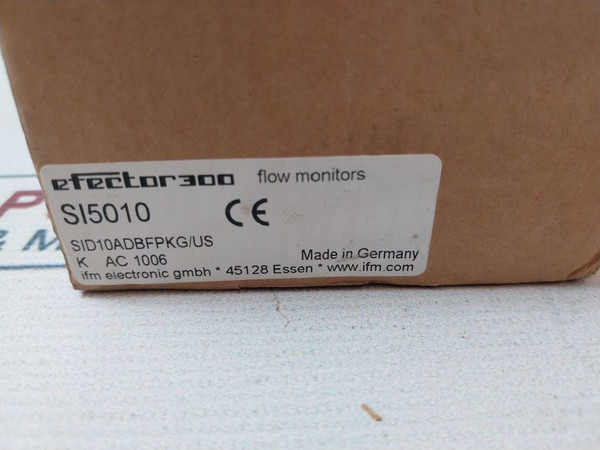 efector300 flow monitors
SI5010 CE
SID10ADBFPKG/US
K AC 1006 Made in Germany
ifm electronic gmbh * 45128 Essen * www.ifm.com
P
& M